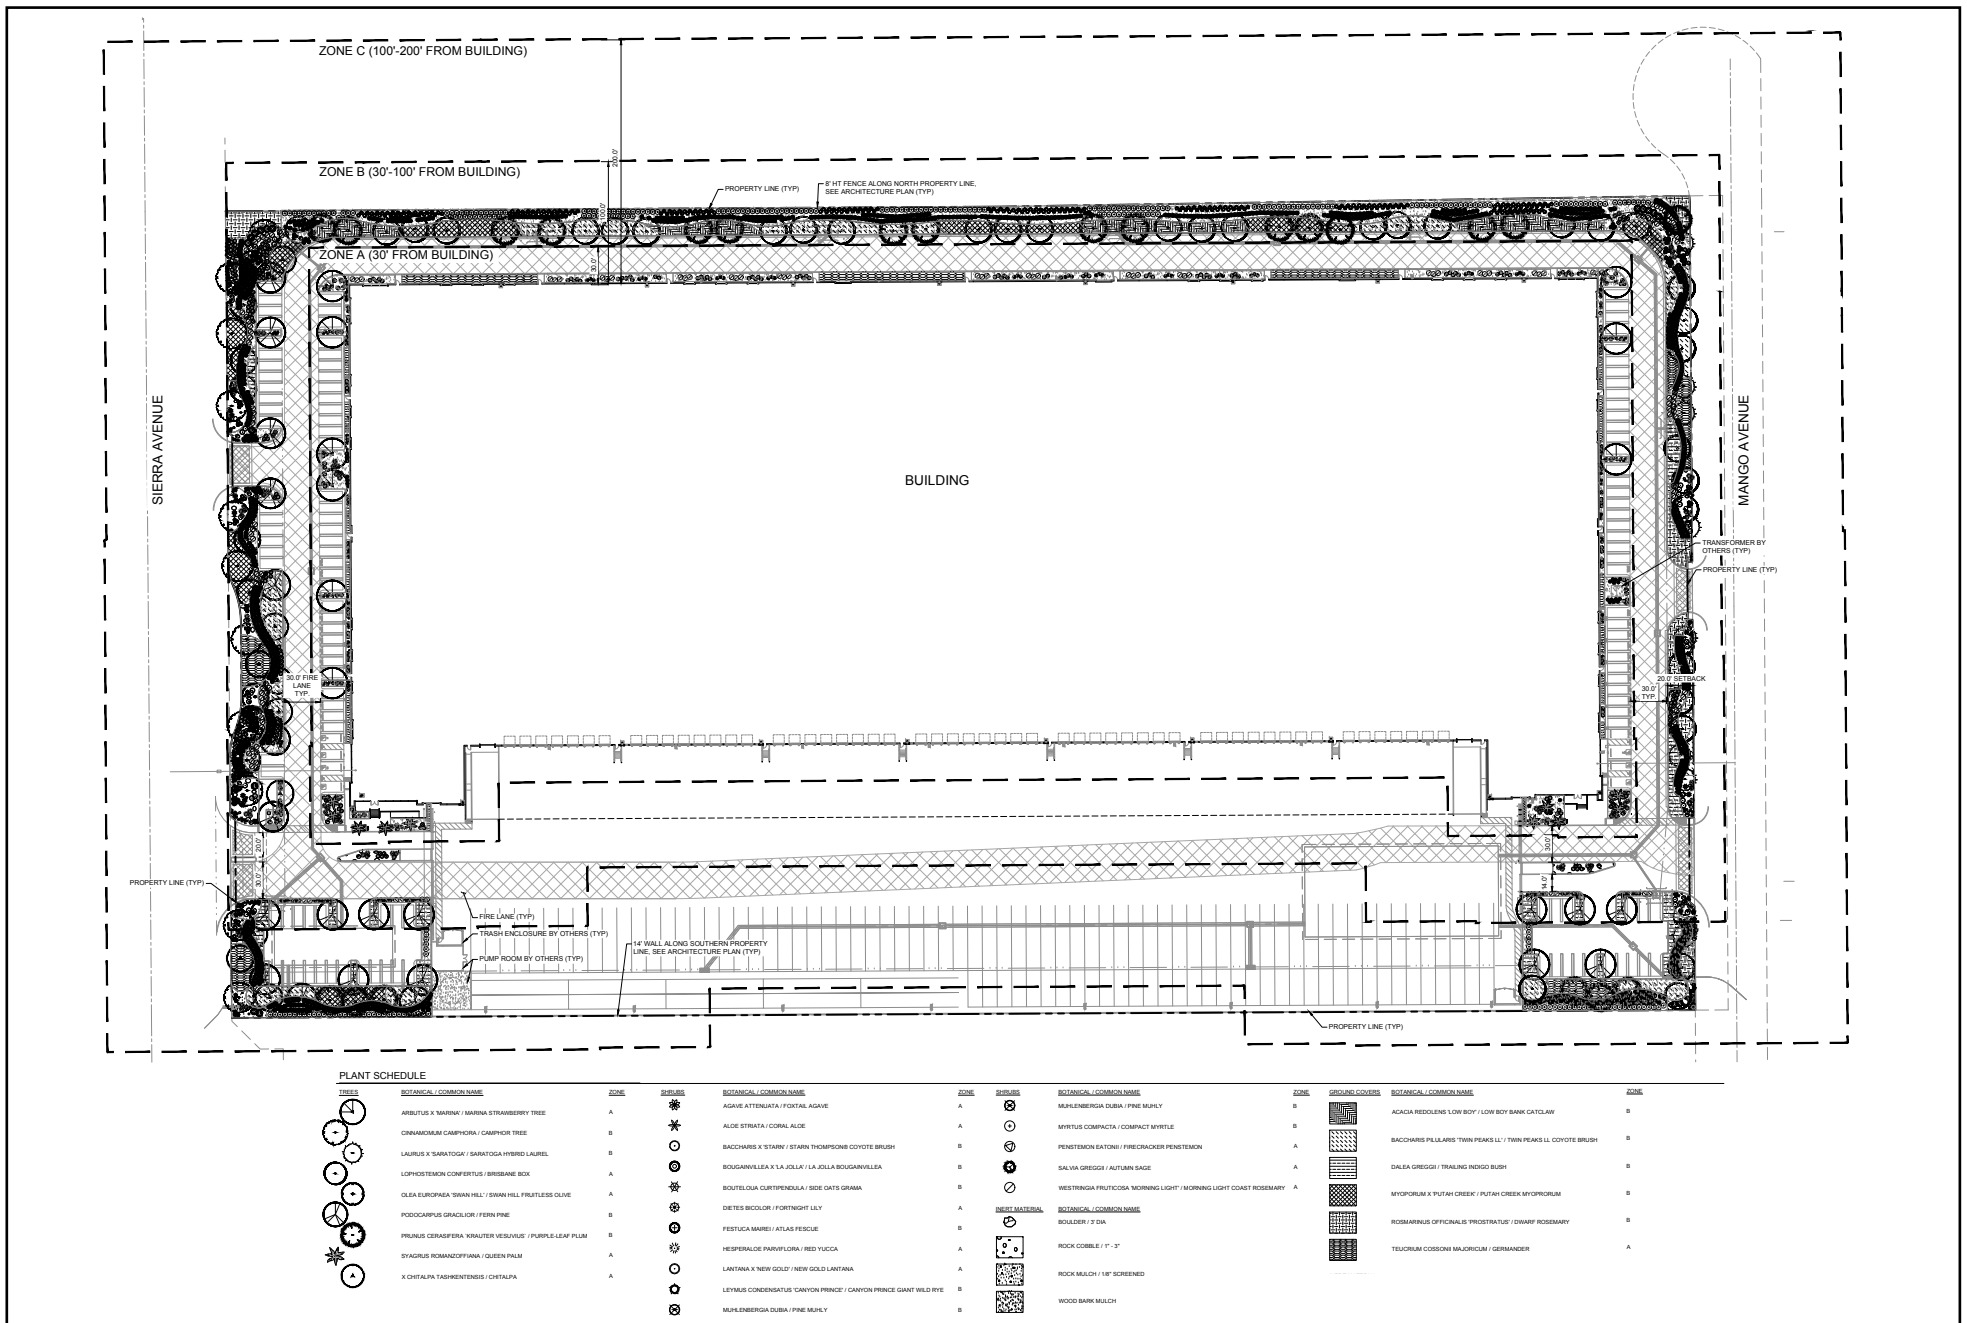 ZONE C (100'-200' FROM BUILDING)
200.0'
ZONE B (30'-100' FROM BUILDING)
PROPERTY LINE (TYP)
8' HT FENCE ALONG NORTH PROPERTY LINE,
SEE ARCHITECTURE PLAN (TYP)
ZONE A (30' FROM BUILDING)
30.0'
SIERRA AVENUE
BUILDING
MANGO AVENUE
TRANSFORMER BY
OTHERS (TYP)
PROPERTY LINE (TYP)
30.0' FIRE
LANE
TYP.
20.0' SETBACK
30.0'
TYP.
20.0'
30.0'
30.0'
14.0'
PROPERTY LINE (TYP)
FIRE LANE (TYP)
TRASH ENCLOSURE BY OTHERS (TYP)
14' WALL ALONG SOUTHERN PROPERTY
LINE, SEE ARCHITECTURE PLAN (TYP)
PUMP ROOM BY OTHERS (TYP)
PROPERTY LINE (TYP)
PLANT SCHEDULE
TREES BOTANICAL / COMMON NAME ZONE
ARBUTUS X 'MARINA' / MARINA STRAWBERRY TREE A
CINNAMOMUM CAMPHORA / CAMPHOR TREE B
LAURUS X 'SARATOGA' / SARATOGA HYBRID LAUREL B
LOPHOSTEMON CONFERTUS / BRISBANE BOX A
OLEA EUROPAEA 'SWAN HILL' / SWAN HILL FRUITLESS OLIVE A
PODOCARPUS GRACILIOR / FERN PINE B
PRUNUS CERASIFERA 'KRAUTER VESUVIUS' / PURPLE-LEAF PLUM B
SYAGRUS ROMANZOFFIANA / QUEEN PALM A
X CHITALPA TASHKENTENSIS / CHITALPA A
SHRUBS BOTANICAL / COMMON NAME ZONE
AGAVE ATTENUATA / FOXTAIL AGAVE A
ALOE STRIATA / CORAL ALOE A
BACCHARIS X 'STARN' / STARN THOMPSON® COYOTE BRUSH B
BOUGAINVILLEA X 'LA JOLLA' / LA JOLLA BOUGAINVILLEA B
BOUTELOUA CURTIPENDULA / SIDE OATS GRAMA B
DIETES BICOLOR / FORTNIGHT LILY A
FESTUCA MAIREI / ATLAS FESCUE B
HESPERALOE PARVIFLORA / RED YUCCA A
LANTANA X 'NEW GOLD' / NEW GOLD LANTANA A
LEYMUS CONDENSATUS 'CANYON PRINCE' / CANYON PRINCE GIANT WILD RYE B
MUHLENBERGIA DUBIA / PINE MUHLY B
SHRUBS BOTANICAL / COMMON NAME ZONE
MUHLENBERGIA DUBIA / PINE MUHLY B
MYRTUS COMPACTA / COMPACT MYRTLE B
PENSTEMON EATONII / FIRECRACKER PENSTEMON A
SALVIA GREGGII / AUTUMN SAGE A
WESTRINGIA FRUTICOSA 'MORNING LIGHT' / MORNING LIGHT COAST ROSEMARY A
INERT MATERIAL BOTANICAL / COMMON NAME
BOULDER / 3' DIA
ROCK COBBLE / 1" - 3"
ROCK MULCH / 1/8" SCREENED
WOOD BARK MULCH
GROUND COVERS BOTANICAL / COMMON NAME ZONE
ACACIA REDOLENS 'LOW BOY' / LOW BOY BANK CATCLAW B
BACCHARIS PILULARIS 'TWIN PEAKS LL' / TWIN PEAKS LL COYOTE BRUSH B
DALEA GREGGII / TRAILING INDIGO BUSH B
MYOPORUM X 'PUTAH CREEK' / PUTAH CREEK MYOPRORUM B
ROSMARINUS OFFICINALIS 'PROSTRATUS' / DWARF ROSEMARY B
TEUCRIUM COSSONII MAJORICUM / GERMANDER A